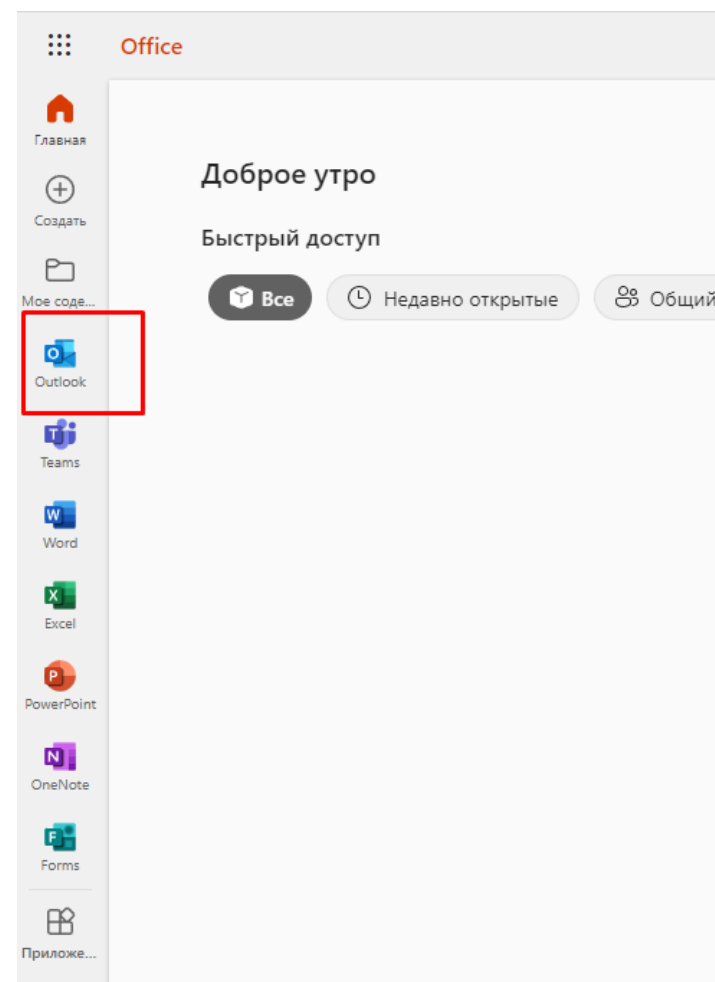 Office
Главная
Создать
Мое соде...
Outlook
Teams
Word
Excel
PowerPoint
OneNote
Forms
Приложе...
Доброе утро
Быстрый доступ
Все Недавно открытые Общий